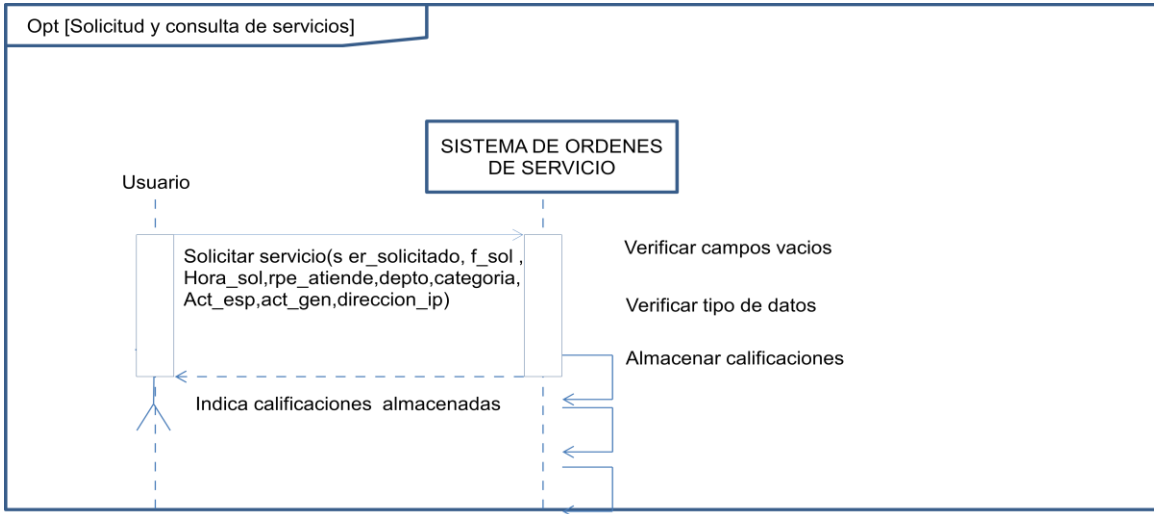 Opt [Solicitud y consulta de servicios]
SISTEMA DE ORDENES
DE SERVICIO
Usuario
Solicitar servicio(s er_solicitado, f_sol ,
Hora_sol,rpe_atiende,depto,categoria,
Act_esp,act_gen,direccion_ip)
Verificar campos vacios
Verificar tipo de datos
Almacenar calificaciones
Indica calificaciones almacenadas